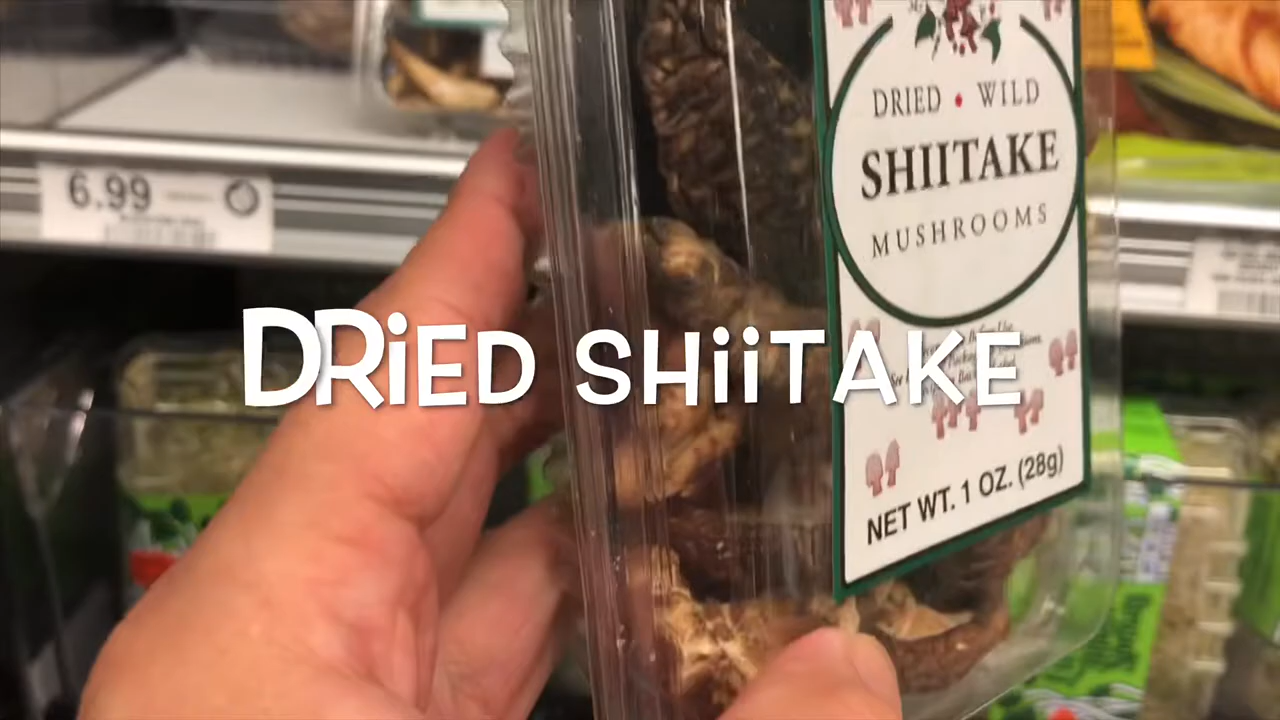 DRIED • WILD
SHIITAKE
MUSHROOMS
6.99
DRiED SHiiTAKE
NET WT. 1 OZ. (28g)